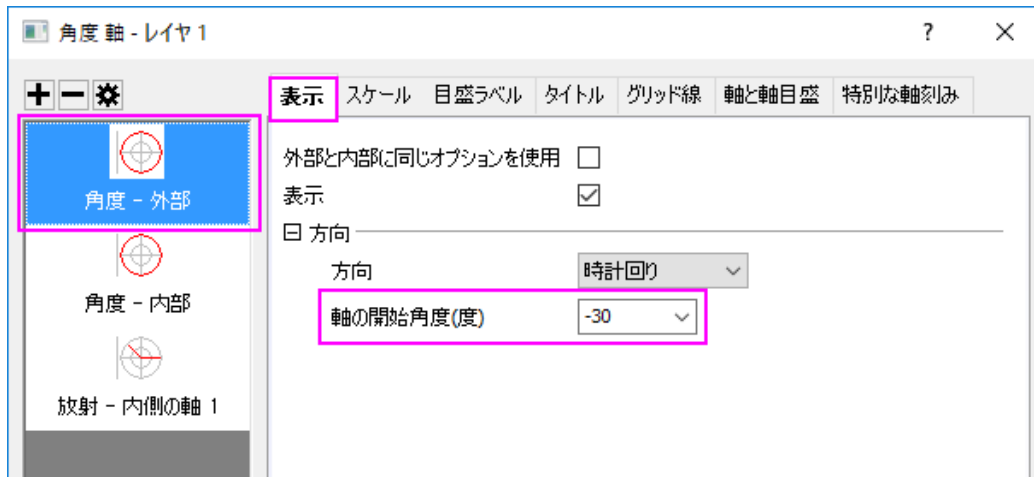 角度 軸 - レイヤ 1
?
表示 スケール 目盛ラベル タイトル グリッド線 軸と軸目盛 特別な軸刻み
角度 - 外部
角度 - 内部
放射 - 内側の軸 1
外部と内部に同じオプションを使用
表示
方向
方向 時計回り
軸の開始角度(度) -30